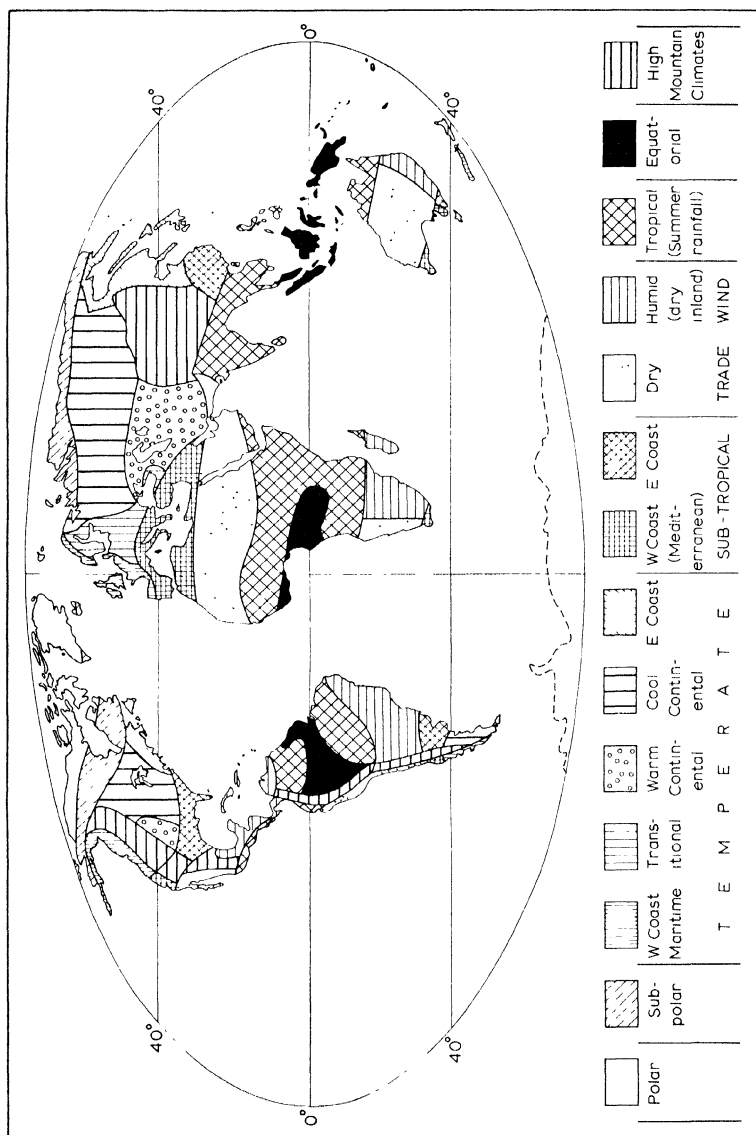 0°
40°
40°
0°
40°
40°
0°
Polar
Sub-
polar
W Coast
Maritime
Trans-
itional
Warm
Contin-
ental
Cool
Contin-
ental
E Coast
T E M P E R A T E
W Coast
(Medit-
erranean)
E Coast
SUB-TROPICAL
Dry
Humid
(dry
inland)
TRADE WIND
Tropical
(Summer
rainfall)
Equat-
orial
High
Mountain
Climates